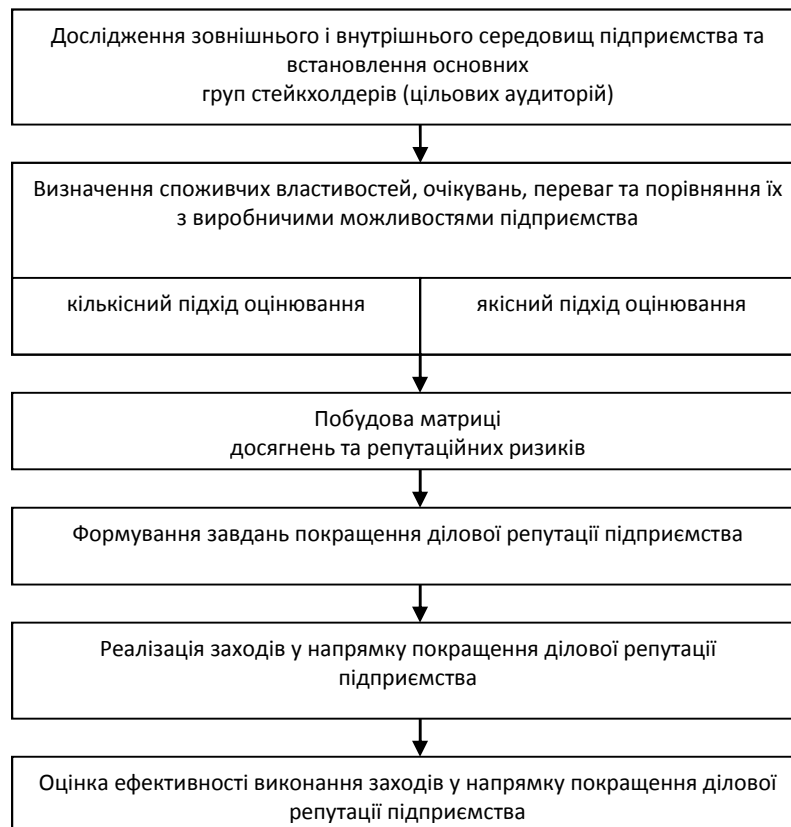 Дослідження зовнішнього і внутрішнього середовищ підприємства та
встановлення основних
груп стейкхолдерів (цільових аудиторій)
Визначення споживчих властивостей, очікувань, переваг та порівняння їх
з виробничими можливостями підприємства
кількісний підхід оцінювання
якісний підхід оцінювання
Побудова матриці
досягнень та репутаційних ризиків
Формування завдань покращення ділової репутації підприємства
Реалізація заходів у напрямку покращення ділової репутації
підприємства
Оцінка ефективності виконання заходів у напрямку покращення ділової
репутації підприємства